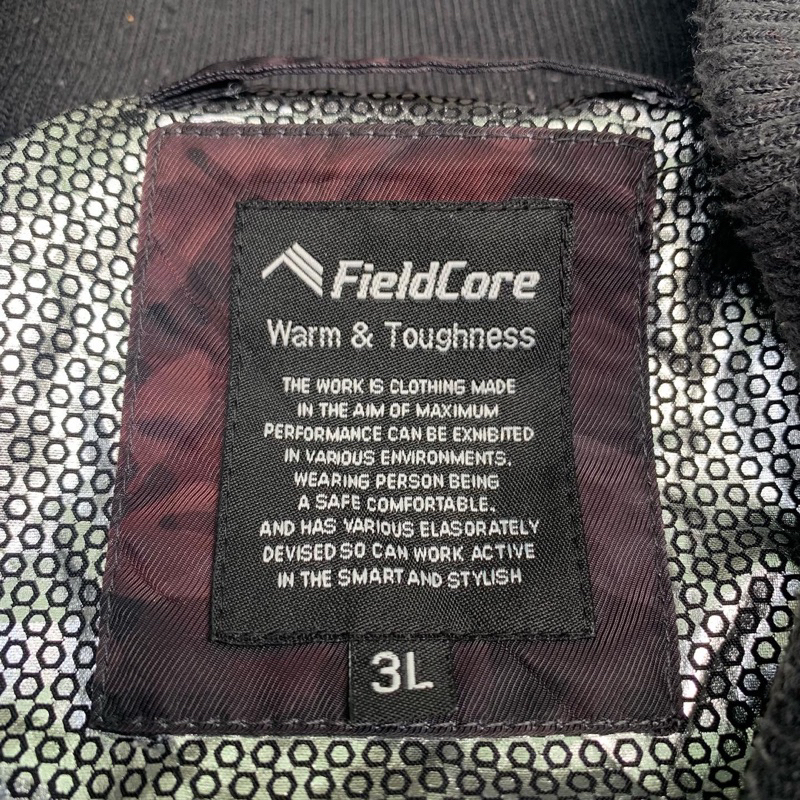 FieldCore
Warm & Toughness
THE WORK IS CLOTHING MADE
IN THE AIM OF MAXIMUM
PERFORMANCE CAN BE EXHIBITED
IN VARIOUS ENVIRONMENTS.
WEARING PERSON BEING
A SAFE COMFORTABLE.
AND HAS VARIOUS ELASORATELY
DEVISED SO CAN WORK ACTIVE
IN THE SMART AND STYLISH
3L